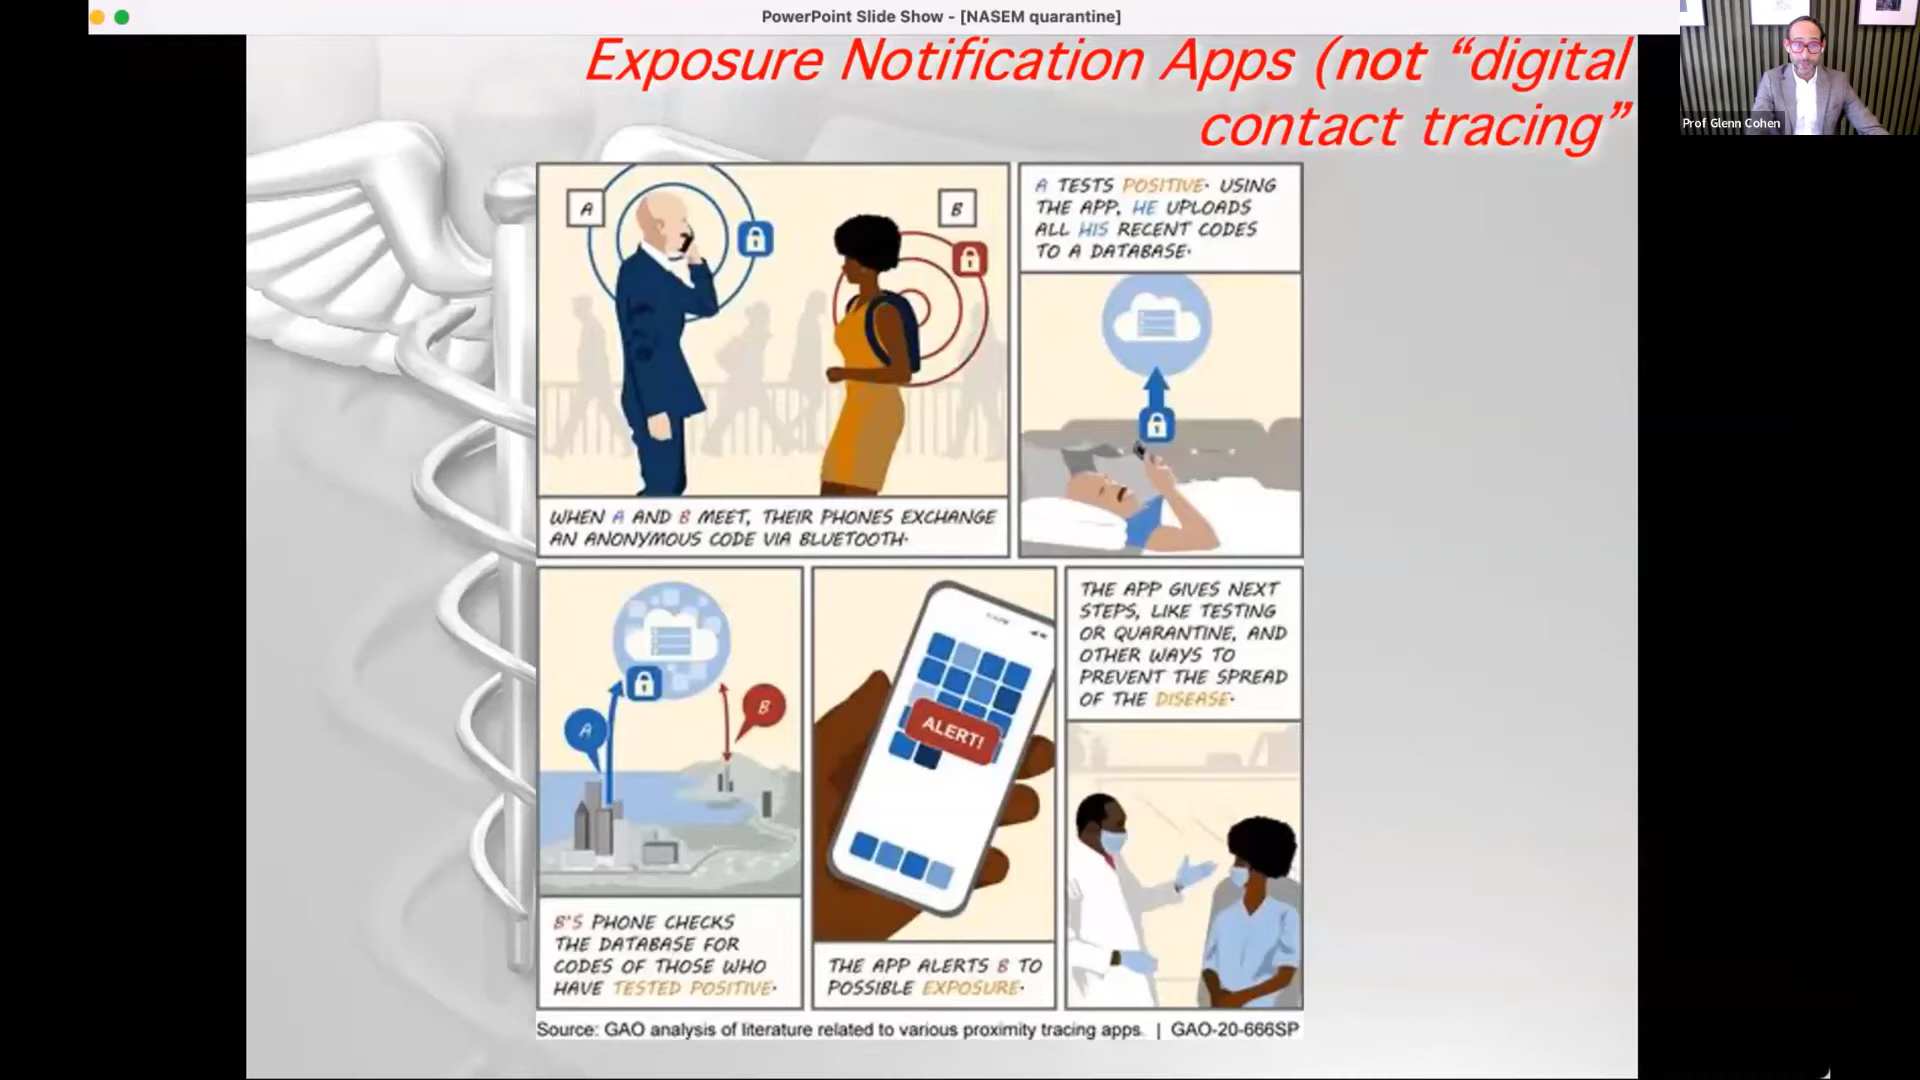 PowerPoint Slide Show - [NASEM quarantine]
Exposure Notification Apps (not “digital
contact tracing”
Prof Glenn Cohen
A
B
WHEN A AND B MEET, THEIR PHONES EXCHANGE
AN ANONYMOUS CODE VIA BLUETOOTH.
A TESTS POSITIVE. USING
THE APP, HE UPLOADS
ALL HIS RECENT CODES
TO A DATABASE.
A
B
B'S PHONE CHECKS
THE DATABASE FOR
CODES OF THOSE WHO
HAVE TESTED POSITIVE.
ALERT!
THE APP ALERTS B TO
POSSIBLE EXPOSURE.
THE APP GIVES NEXT
STEPS, LIKE TESTING
OR QUARANTINE, AND
OTHER WAYS TO
PREVENT THE SPREAD
OF THE DISEASE.
Source: GAO analysis of literature related to various proximity tracing apps. | GAO-20-666SP